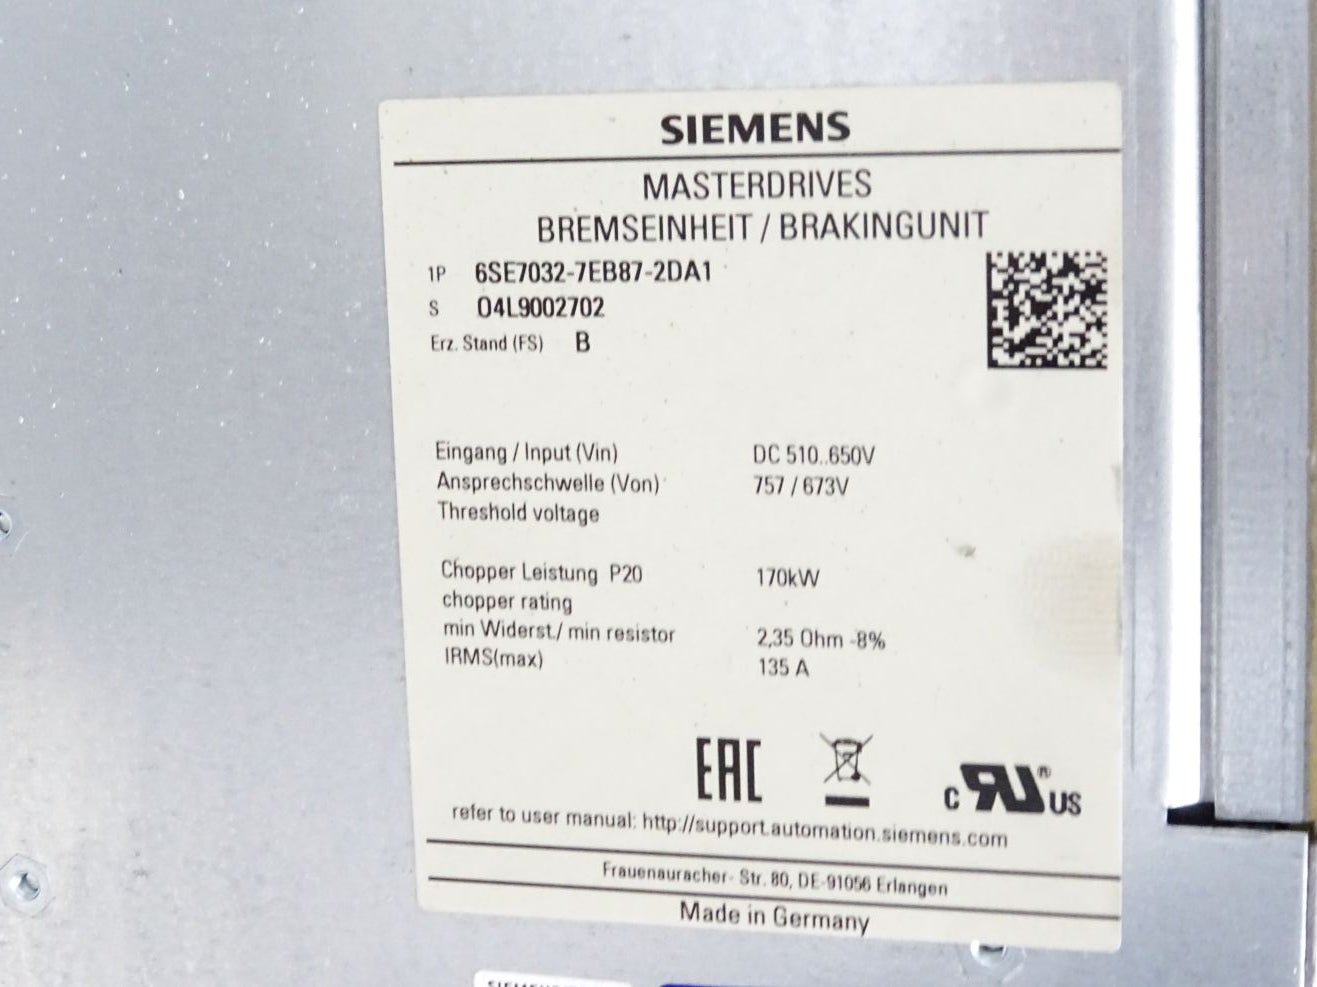 SIEMENS
MASTERDRIVES
BREMSEINHEIT / BRAKINGUNIT
1P 6SE7032-7EB87-2DA1
S 04L9002702
Erz. Stand (FS) B
Eingang / Input (Vin) DC 510..650V
Ansprechschwelle (Von) 757 / 673V
Threshold voltage
Chopper Leistung P20 170kW
chopper rating
min Widerst./ min resistor 2,35 Ohm -8%
IRMS(max) 135 A
EAC
c RU ® US
refer to user manual: http://support.automation.siemens.com
Frauenauracher- Str. 80, DE-91056 Erlangen
Made in Germany